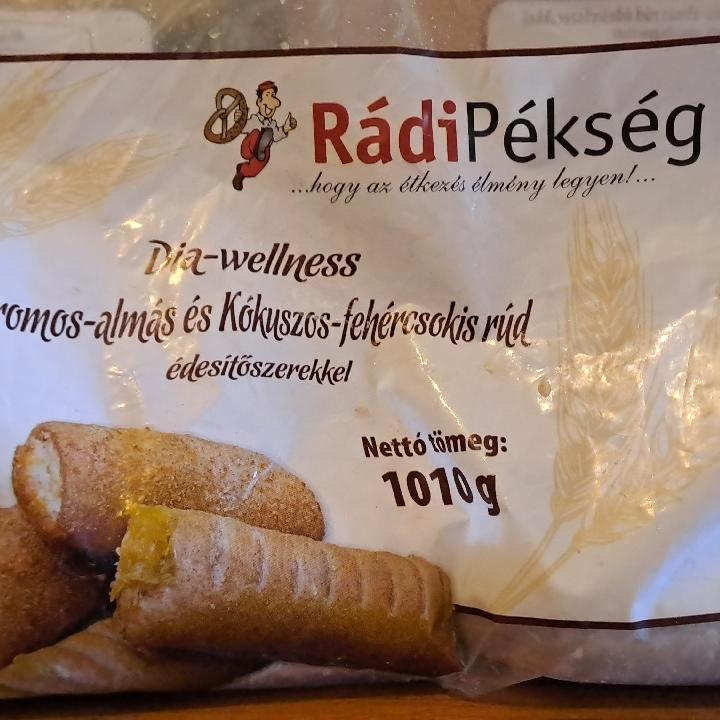 RádiPékség
...hogy az étkezés élmény legyen!...
Dia-wellness
romos-almás és Kókuszos-fehércsokis rúd
édesítőszerekkel
Nettó tömeg:
1010g